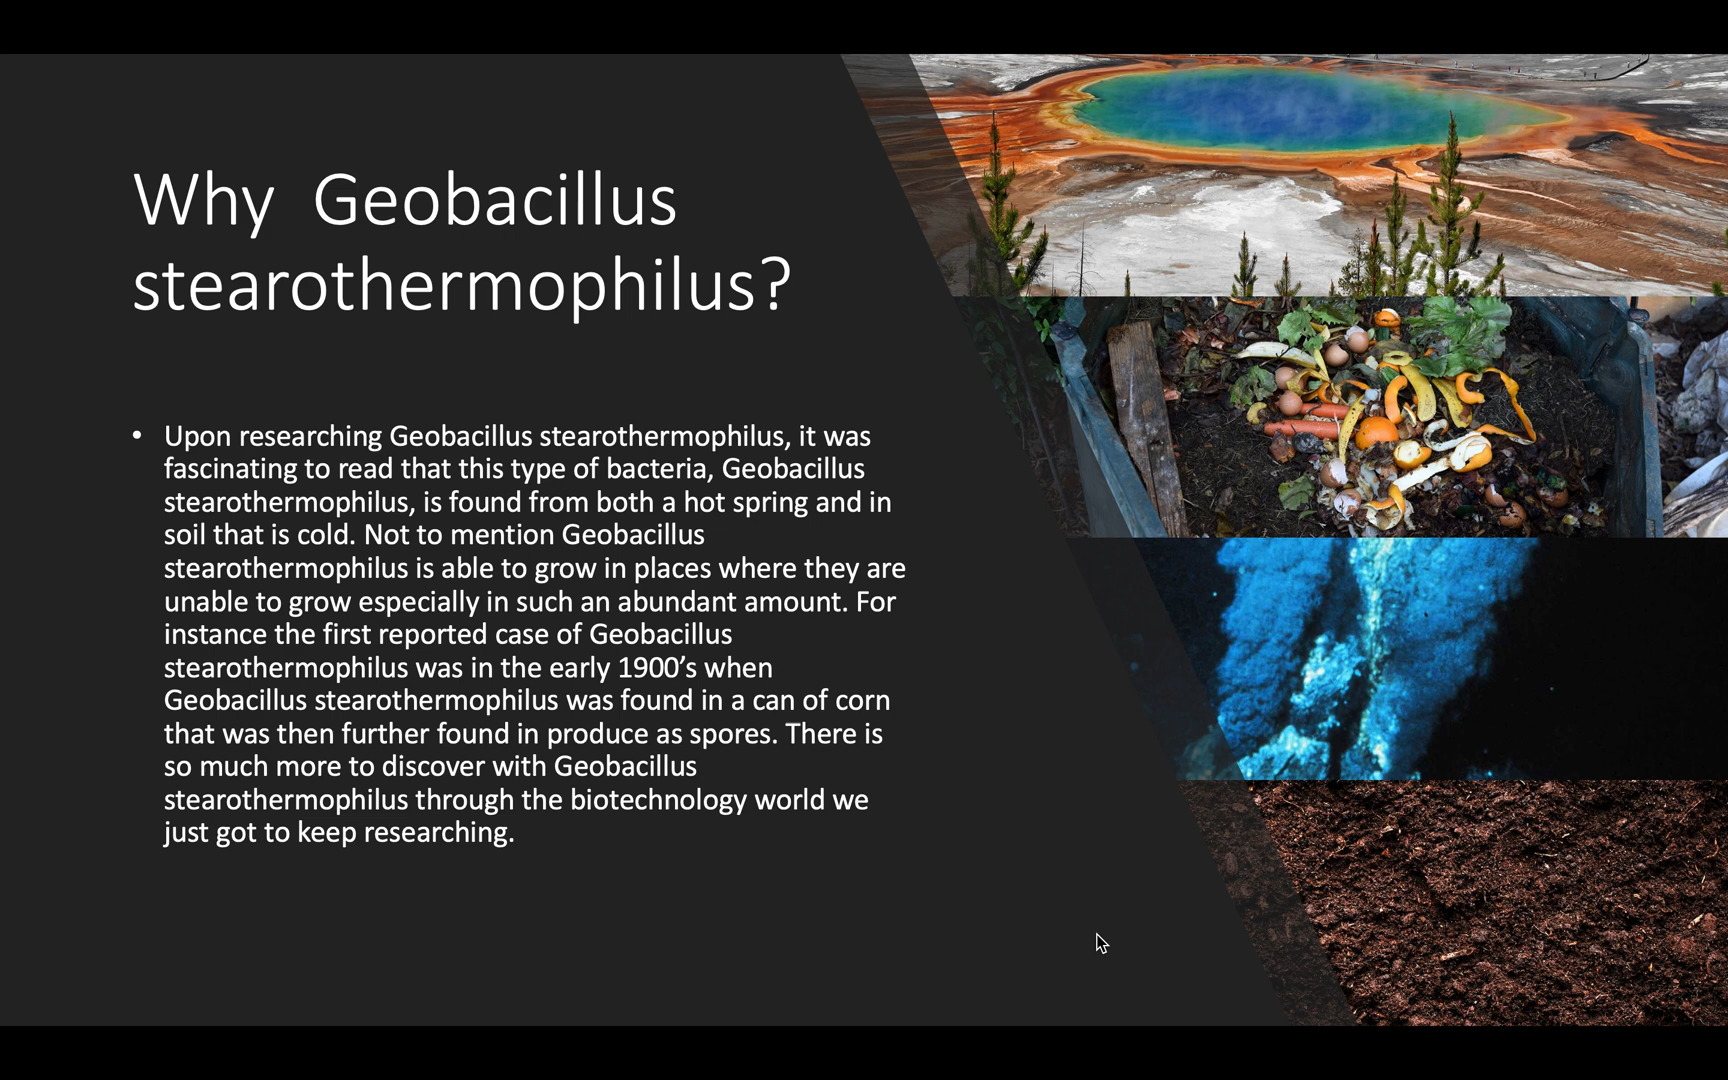 Why  Geobacillus
stearothermophilus?
• Upon researching Geobacillus stearothermophilus, it was
fascinating to read that this type of bacteria, Geobacillus
stearothermophilus, is found from both a hot spring and in
soil that is cold. Not to mention Geobacillus
stearothermophilus is able to grow in places where they are
unable to grow especially in such an abundant amount. For
instance the first reported case of Geobacillus
stearothermophilus was in the early 1900’s when
Geobacillus stearothermophilus was found in a can of corn
that was then further found in produce as spores. There is
so much more to discover with Geobacillus
stearothermophilus through the biotechnology world we
just got to keep researching.